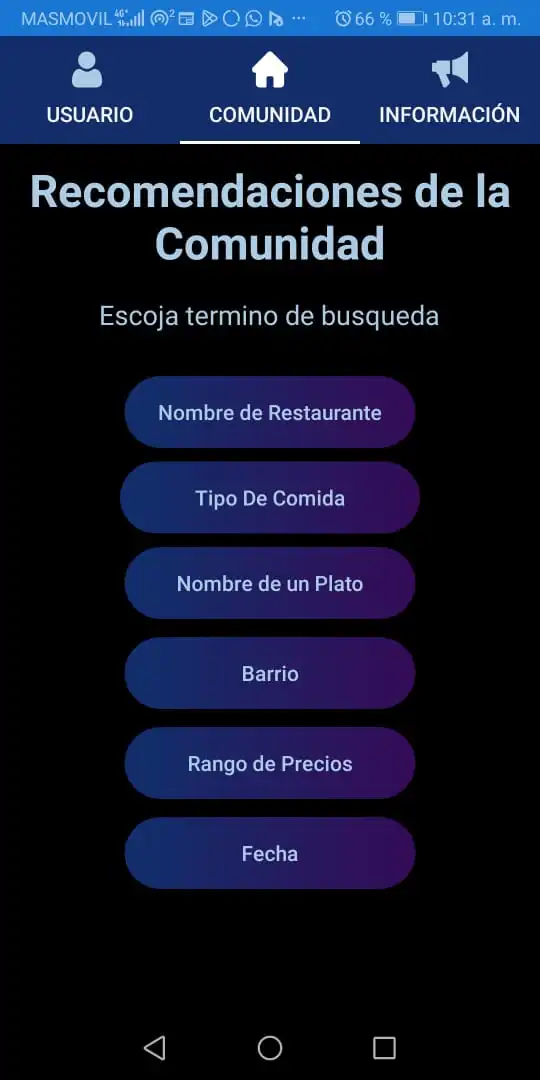 MASMOVIL 4G+ 2 66 % 10:31 a. m.
USUARIO COMUNIDAD INFORMACIÓN
Recomendaciones de la
Comunidad
Escoja termino de busqueda
Nombre de Restaurante
Tipo De Comida
Nombre de un Plato
Barrio
Rango de Precios
Fecha